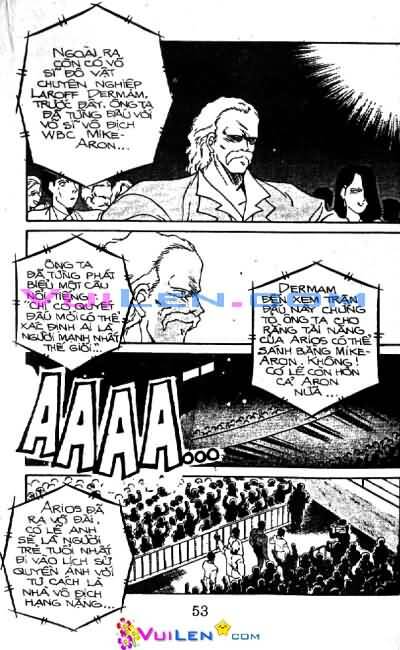 NGOÀI RA
CÒN CÓ VÕ
SĨ ĐÔ VẬT
CHUYÊN NGHIỆP
LAROFF DERMAM.
TRƯỚC ĐÂY, ÔNG TA
ĐÃ TỪNG ĐẤU VỚI
VÕ SĨ VÔ ĐỊCH
WBC MIKE-
ARON...
ÔNG TA
ĐÃ TỪNG PHÁT
BIỂU MỘT CÂU
NỔI TIẾNG :
"CHỈ CÓ QUYẾT
ĐẤU MỚI CÓ THỂ
XÁC ĐỊNH AI LÀ
NGƯỜI MẠNH NHẤT
THẾ GIỚI"...
DERMAM
ĐẾN XEM TRẬN
ĐẤU NÀY CHỨNG
TỎ ÔNG TA CHO
RẰNG TÀI NĂNG
CỦA ARIOS CÓ THỂ
SÁNH BẰNG MIKE-
ARON. KHÔNG!
CÓ LẼ CÒN HƠN
CẢ ARON
NỮA...
VUILEN.COM
AAAA...
ARIOS ĐÃ
RA VÕ ĐÀI,
CÓ LẼ ANH
SẼ LÀ NGƯỜI
TRẺ TUỔI NHẤT
ĐI VÀO LỊCH SỬ
QUYỀN ANH VỚI
TƯ CÁCH LÀ
NHÀ VÔ ĐỊCH
HẠNG NẶNG...
53
VUILEN.COM